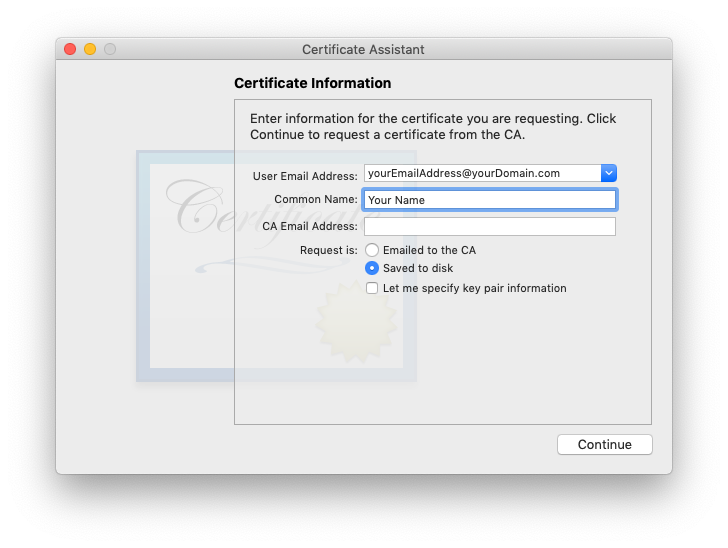 Certificate Assistant
Certificate Information
Enter information for the certificate you are requesting. Click
Continue to request a certificate from the CA.
User Email Address: yourEmailAddress@yourDomain.com
Common Name: Your Name
CA Email Address:
Request is: Emailed to the CA
Saved to disk
Let me specify key pair information
Certificate
Continue